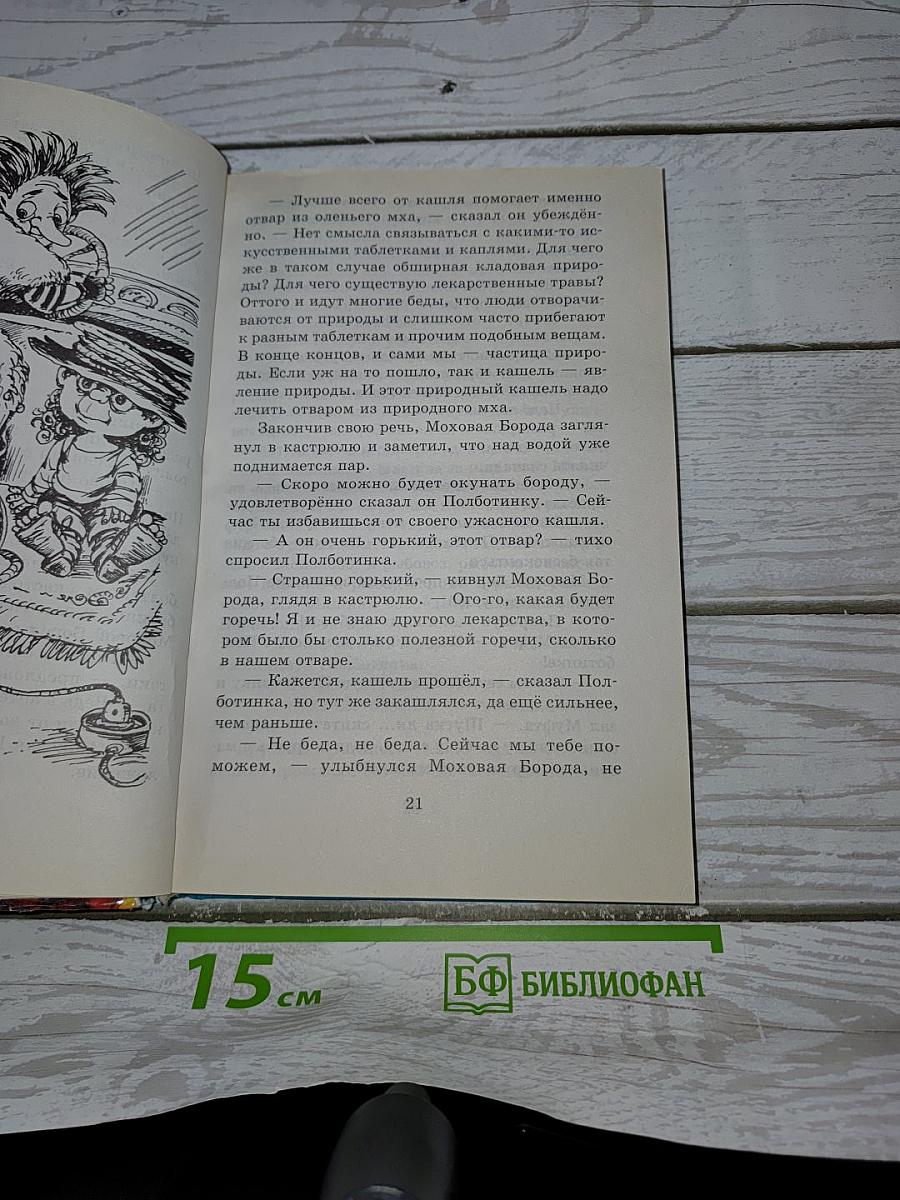 — Лучше всего от кашля помогает именно
отвар из оленьего мха, — сказал он убеждён-
но. — Нет смысла связываться с какими-то ис-
кусственными таблетками и каплями. Для чего
же в таком случае обширная кладовая приро-
ды? Для чего существую лекарственные травы?
Оттого и идут многие беды, что люди отворачи-
ваются от природы и слишком часто прибегают
к разным таблеткам и прочим подобным вещам.
В конце концов, и сами мы — частица приро-
ды. Если уж на то пошло, так и кашель — яв-
ление природы. И этот природный кашель надо
лечить отваром из природного мха.
Закончив свою речь, Моховая Борода загля-
нул в кастрюлю и заметил, что над водой уже
поднимается пар.
— Скоро можно будет окунать бороду, —
удовлетворённо сказал он Полботинку. — Сей-
час ты избавишься от своего ужасного кашля.
— А он очень горький, этот отвар? — тихо
спросил Полботинка.
— Страшно горький, — кивнул Моховая Бо-
рода, глядя в кастрюлю. — Ого-го, какая будет
горечь! Я и не знаю другого лекарства, в кото-
ром было бы столько полезной горечи, сколько
в нашем отваре.
— Кажется, кашель прошёл, — сказал Пол-
ботинка, но тут же закашлялся, да ещё сильнее,
чем раньше.
— Не беда, не беда. Сейчас мы тебе по-
можем, — улыбнулся Моховая Борода, не
21
15 см
БФ БИБЛИОФАН